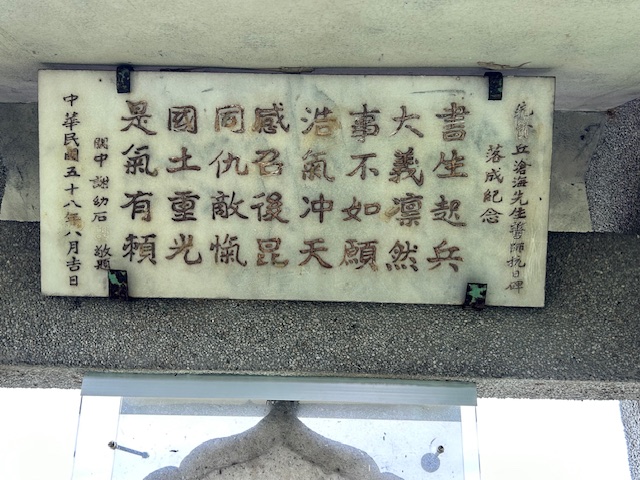 丘滄海先生誓師抗日碑
落成紀念
書生起兵
大義凛然
事不如願
浩氣冲天
感召後昆
同仇敵愾
國土重光
是氣有賴
關中 謝幼石 敬題
中華民國五十八年八月吉日